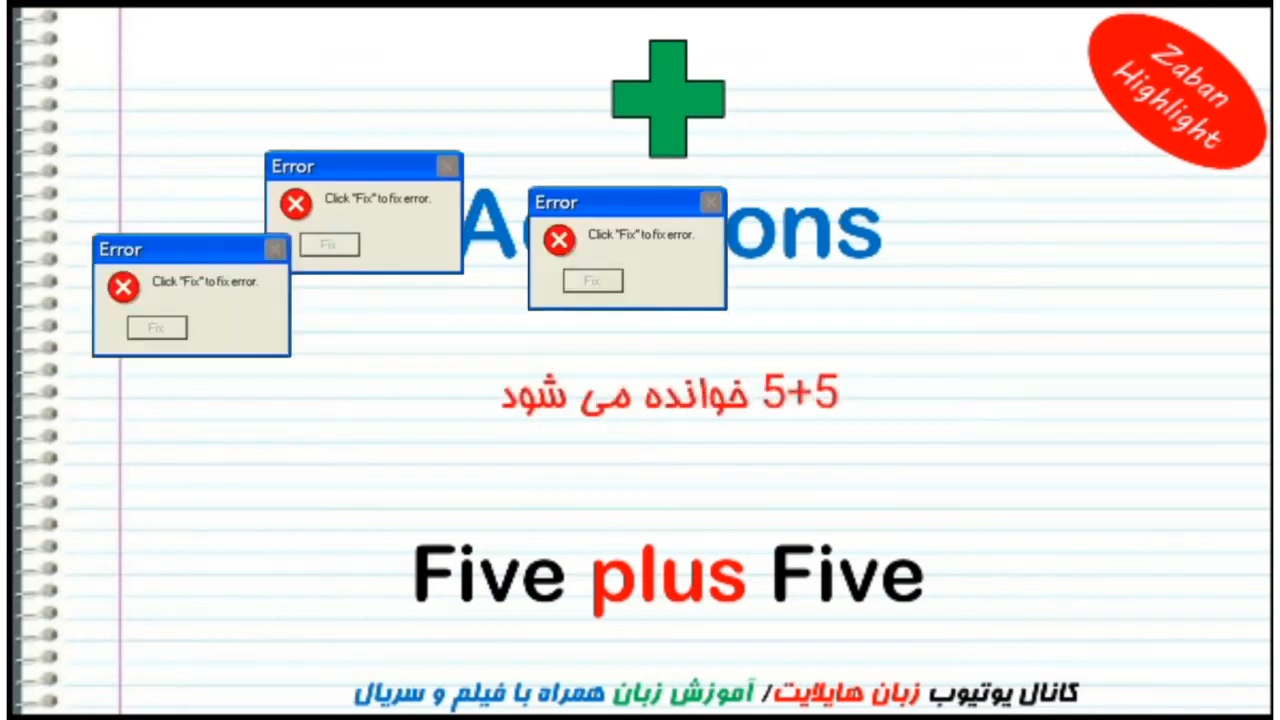 Zaban
Highlight
Error
Click "Fix" to fix error.
Fix
Error
Click "Fix" to fix error.
Fix
Error
Click "Fix" to fix error.
Fix
5+5 خوانده می شود
Five plus Five
کانال یوتیوب زبان هایلایت/ آموزش زبان همراه با فیلم و سریال